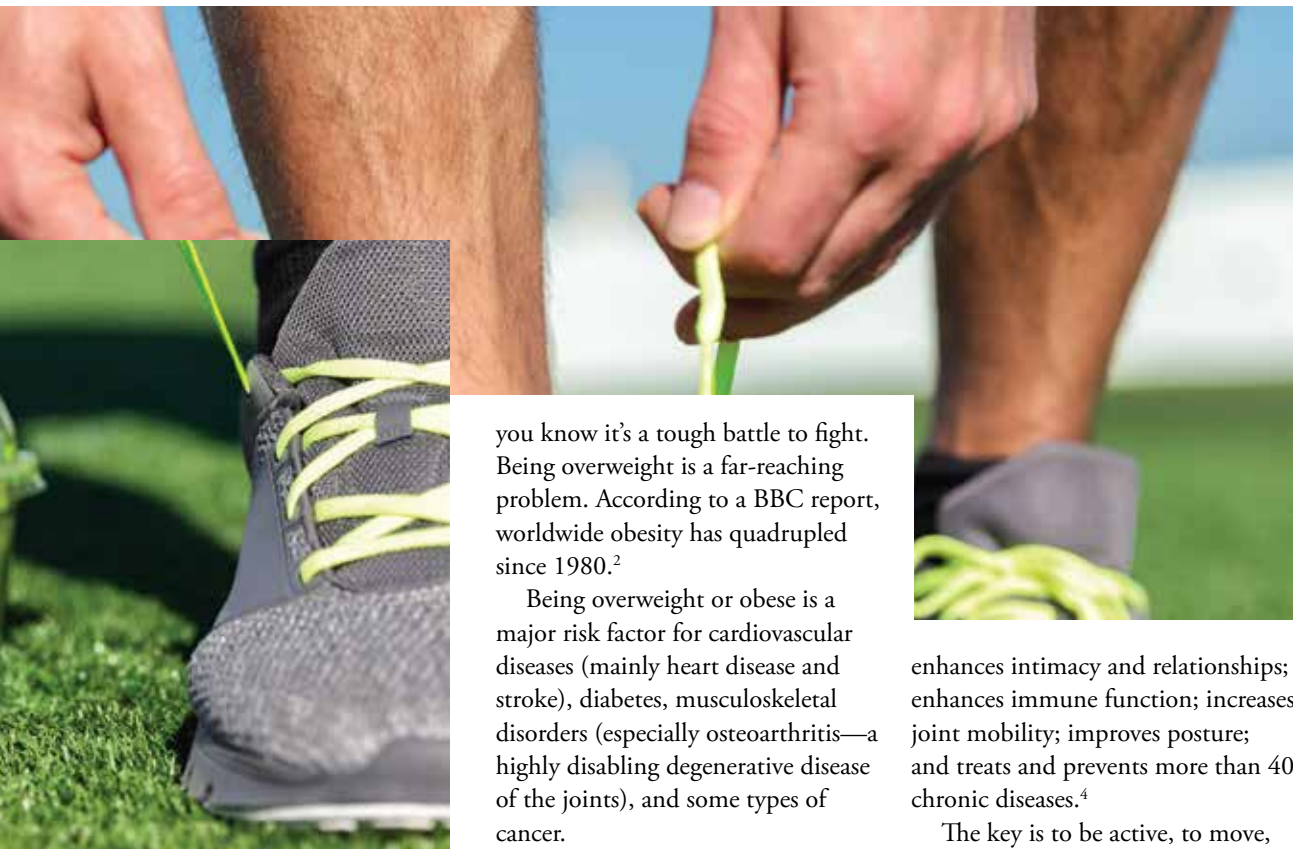 you know it’s a tough battle to fight.
Being overweight is a far-reaching
problem. According to a BBC report,
worldwide obesity has quadrupled
since 1980.2
Being overweight or obese is a
major risk factor for cardiovascular
diseases (mainly heart disease and
stroke), diabetes, musculoskeletal
disorders (especially osteoarthritis—a
highly disabling degenerative disease
of the joints), and some types of
cancer.
enhances intimacy and relationships;
enhances immune function; increases
joint mobility; improves posture;
and treats and prevents more than 40
chronic diseases.4
The key is to be active, to move,